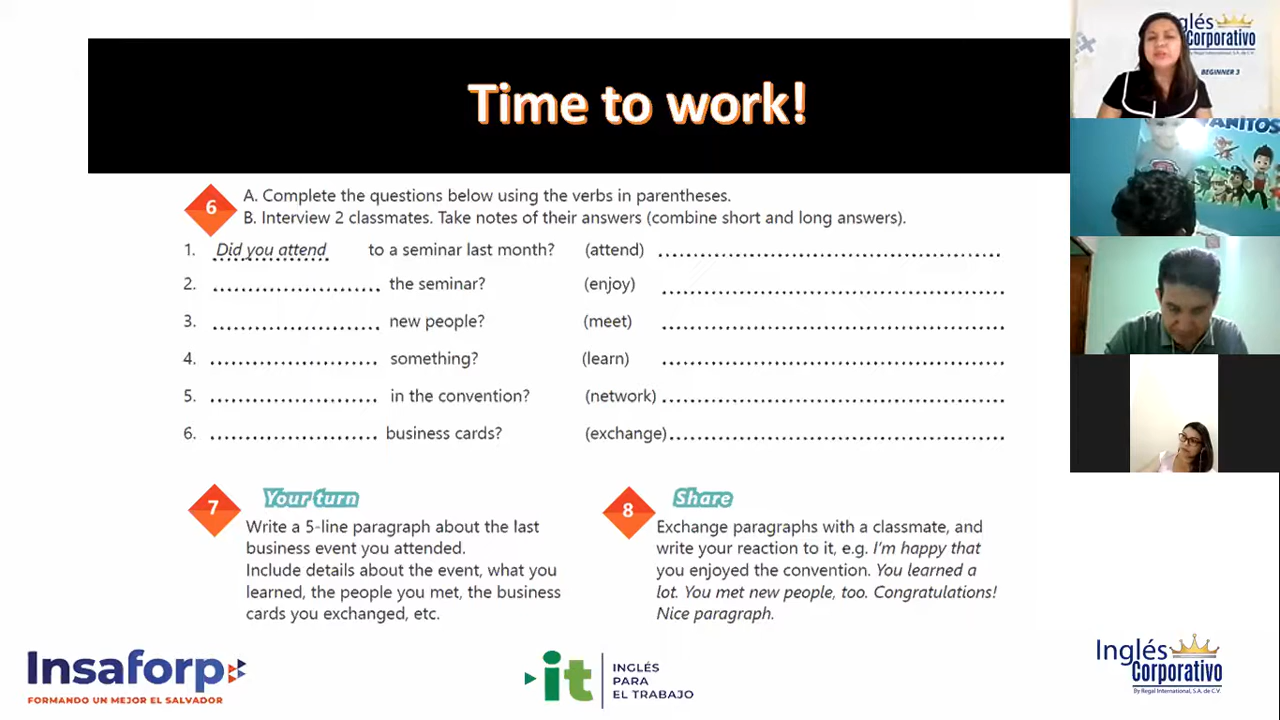 Time to work!
6
A. Complete the questions below using the verbs in parentheses.
B. Interview 2 classmates. Take notes of their answers (combine short and long answers).
1. Did you attend to a seminar last month? (attend)
2. the seminar? (enjoy)
3. new people? (meet)
4. something? (learn)
5. in the convention? (network)
6. business cards? (exchange)
7
Your turn
Write a 5-line paragraph about the last
business event you attended.
Include details about the event, what you
learned, the people you met, the business
cards you exchanged, etc.
8
Share
Exchange paragraphs with a classmate, and
write your reaction to it, e.g. I'm happy that
you enjoyed the convention. You learned a
lot. You met new people, too. Congratulations!
Nice paragraph.
Insaforp
FORMANDO UN MEJOR EL SALVADOR
it
INGLÉS
PARA
EL TRABAJO
Inglés
Corporativo
By Regal International, S.A. de C.V.
Corporativo
By Regal International, S.A. de C.V.
BEGINNER 3